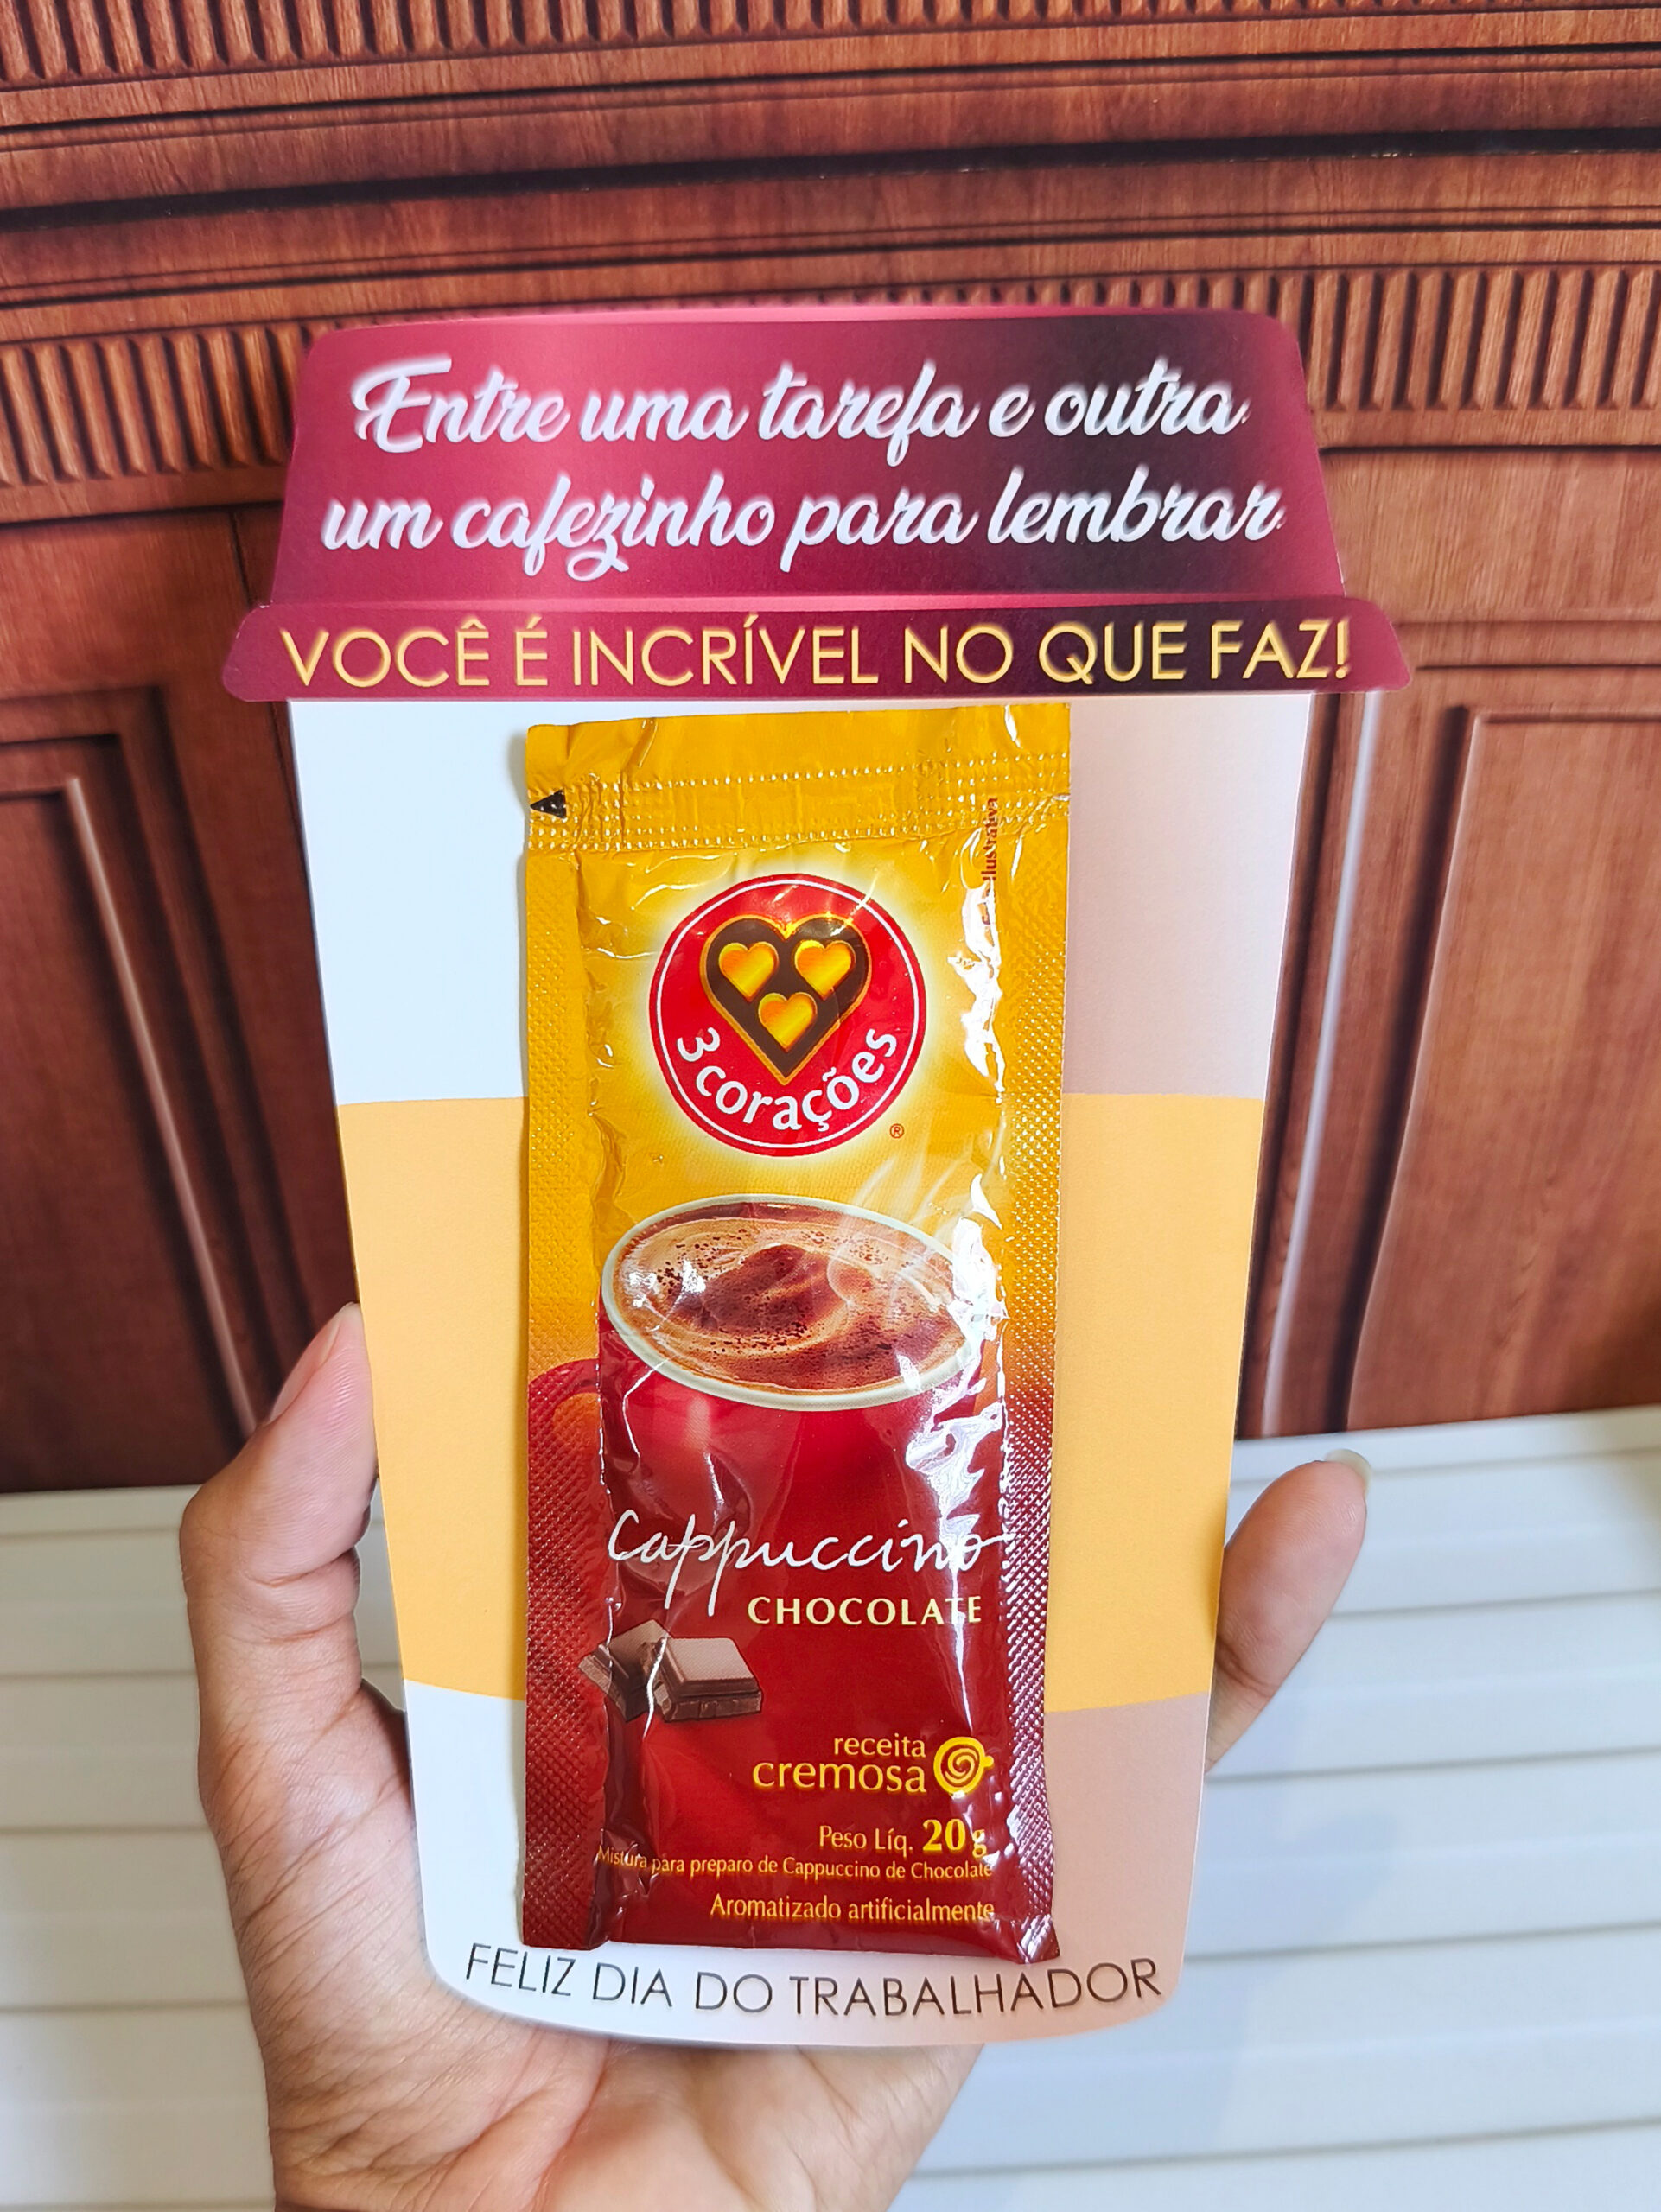 Entre uma tarefa e outra
um cafezinho para lembrar
VOCÊ É INCRÍVEL NO QUE FAZ!
3 corações
®
Cappuccino
CHOCOLATE
receita
cremosa
Peso Líq. 20g
Mistura para preparo de Cappuccino de Chocolate
Aromatizado artificialmente
FELIZ DIA DO TRABALHADOR